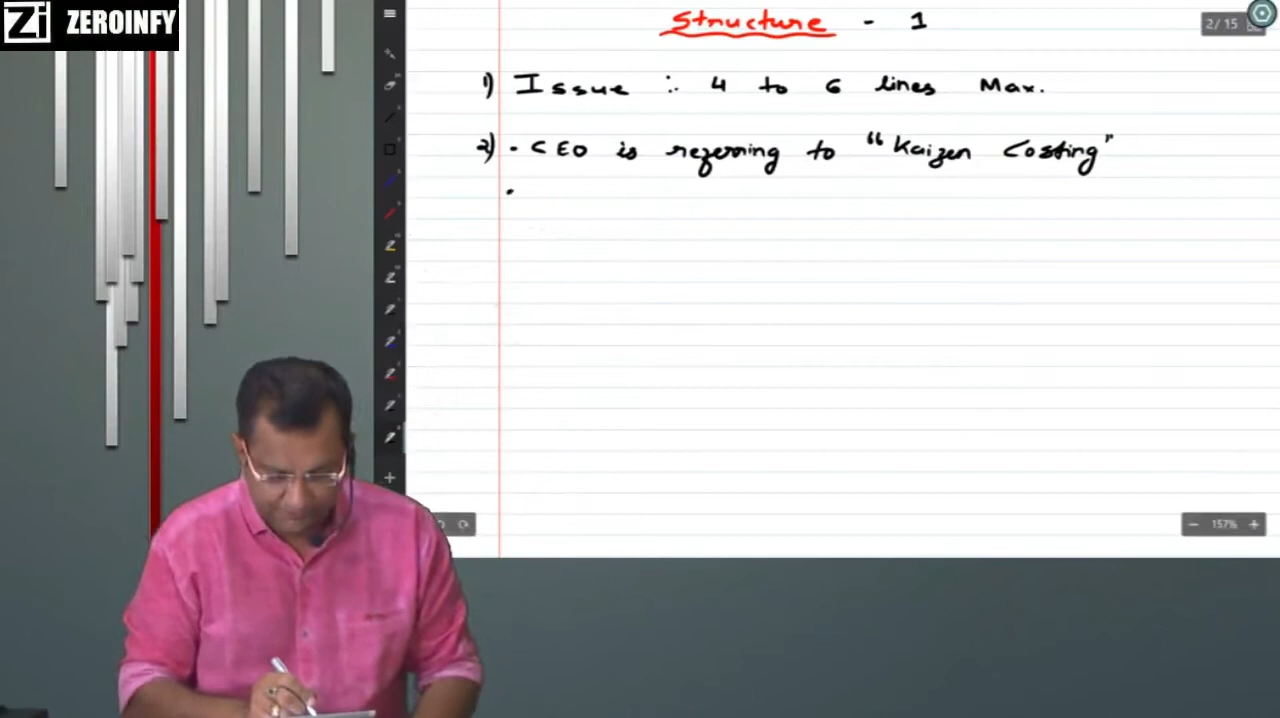 Zi ZEROINFY
Structure - 1
2/15
1) Issue :- 4 to 6 lines Max.
2) • CEO is referring to "Kaizen Costing"
•
157%